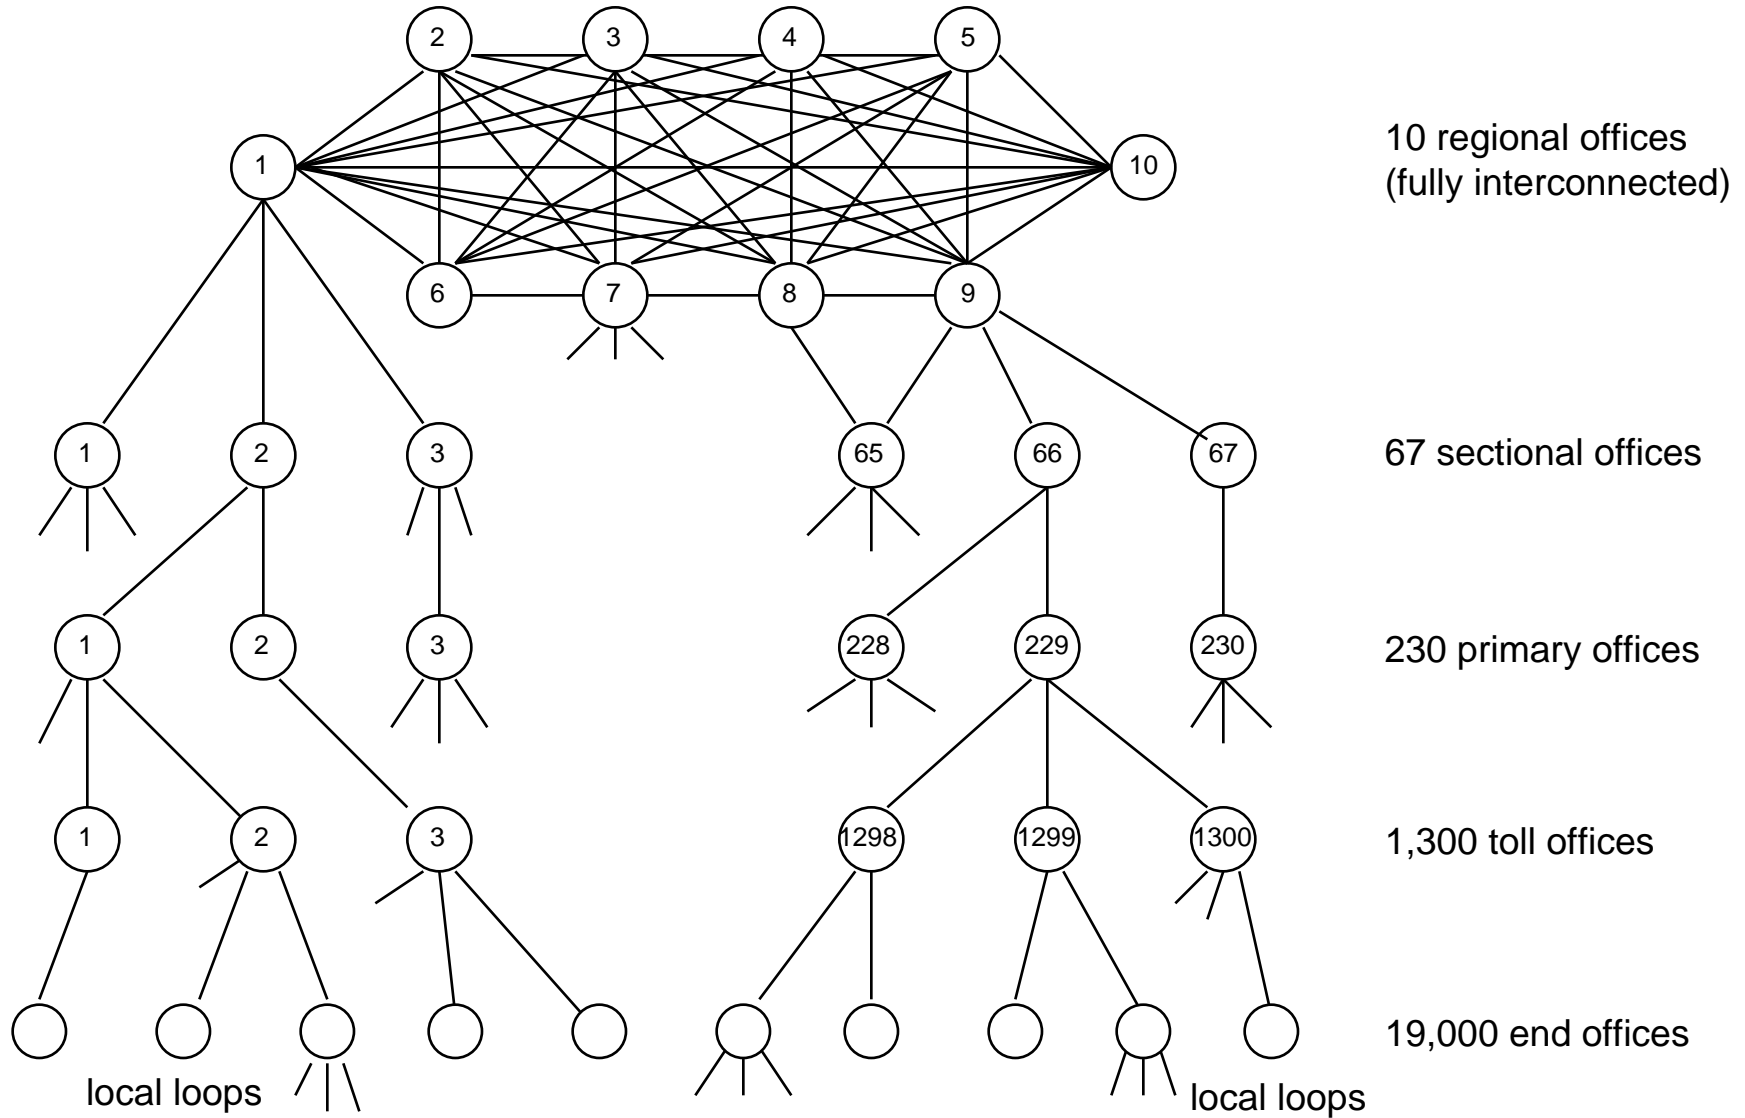 2 3 4 5
10 regional offices
(fully interconnected)
1 10
6 7 8 9
1 2 3 65 66 67 67 sectional offices
1 2 3 228 229 230 230 primary offices
1 2 3 1298 1299 1300 1,300 toll offices
19,000 end offices
local loops local loops